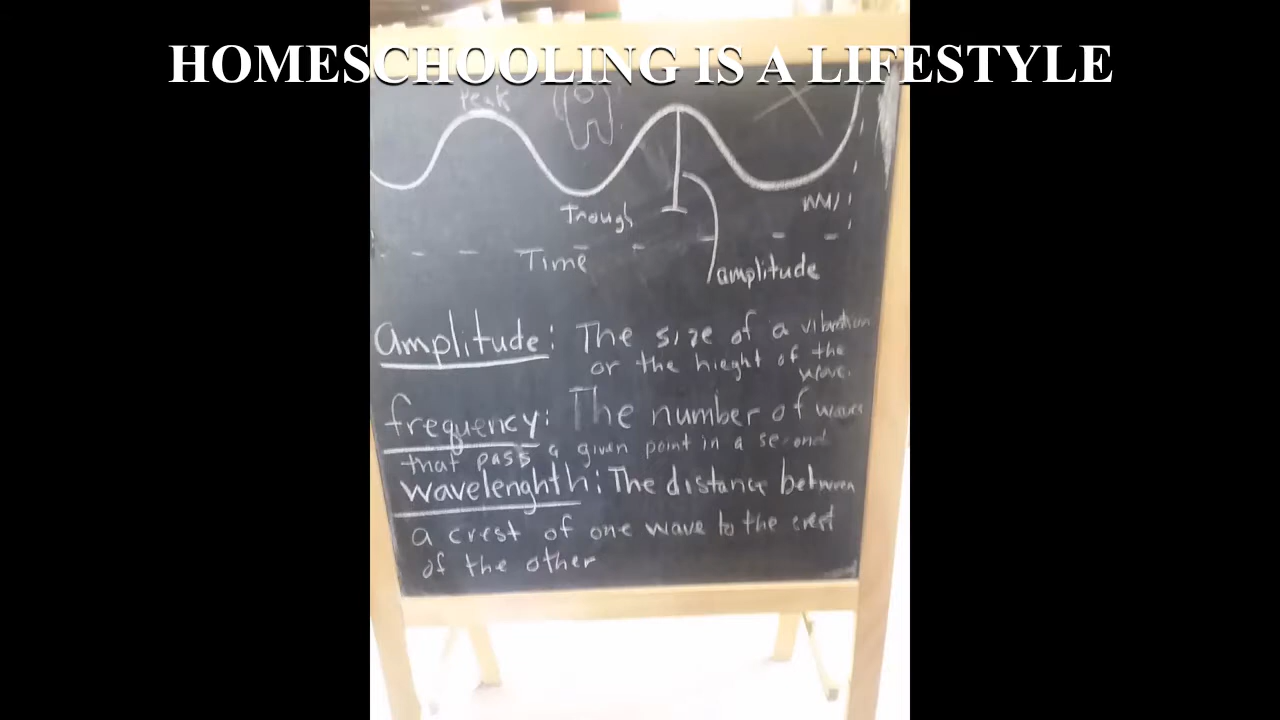 HOMESCHOOLING IS A LIFESTYLE
Peak
Trough
Time
amplitude
amplitude: The size of a vibration
or the hieght of the
wave.
frequency: The number of waves
that pass a given point in a second
wavelenghth: The distance between
a crest of one wave to the crest
of the other